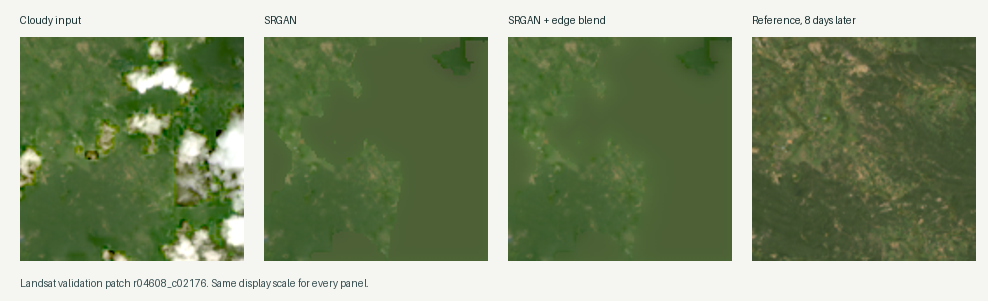 Cloudy input
SRGAN
SRGAN + edge blend
Reference, 8 days later
Landsat validation patch r04608_c02176. Same display scale for every panel.